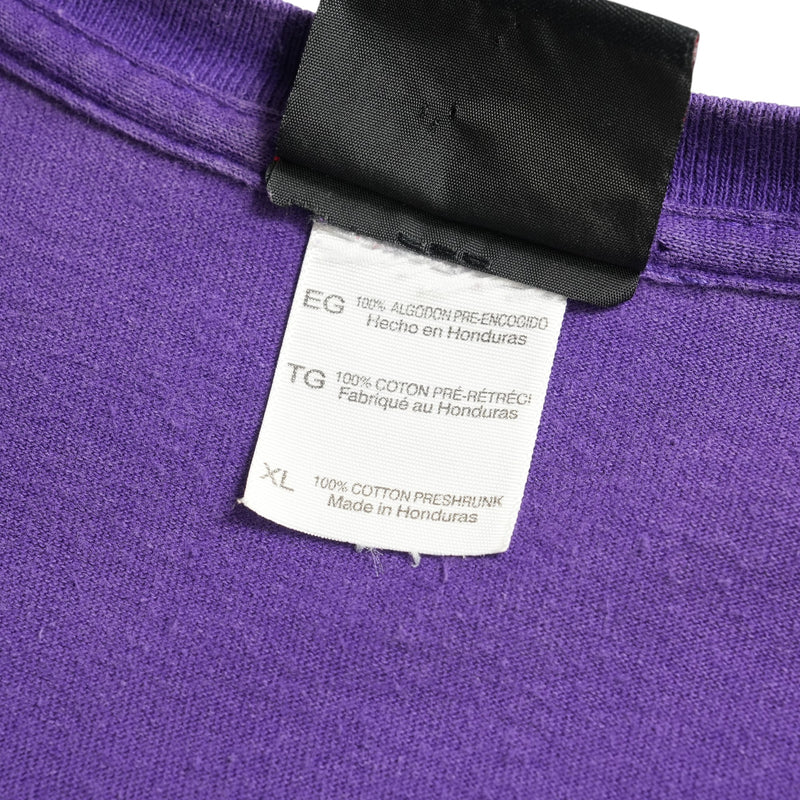 EG 100% ALGODON PRE-ENCOGIDO
Hecho en Honduras
TG 100% COTON PRÉ-RÉTRÉCI
Fabriqué au Honduras
XL 100% COTTON PRESHRUNK
Made in Honduras